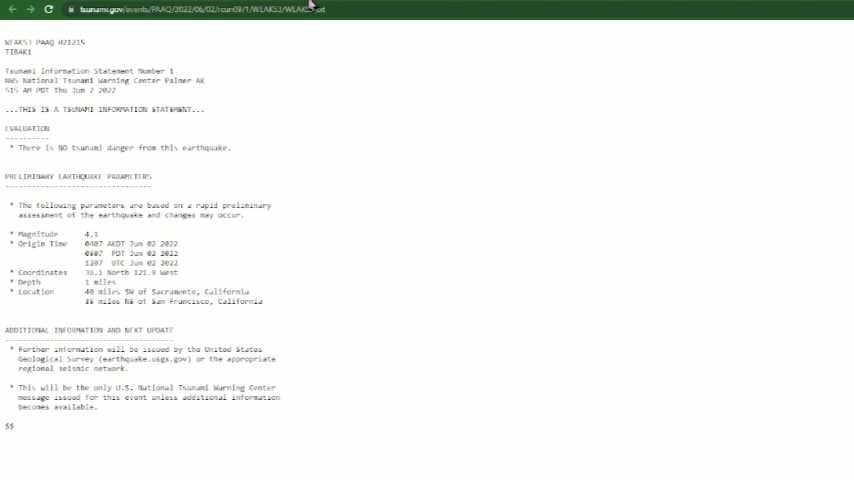 tsunami.gov/events/PAAQ/2022/06/02/rcun09/1/WEAK53/WEAK53.txt
WEAK53 PAAQ 021215
TIBAK1
Tsunami Information Statement Number 1
NWS National Tsunami Warning Center Palmer AK
515 AM PDT Thu Jun 2 2022
...THIS IS A TSUNAMI INFORMATION STATEMENT...
EVALUATION
----------
* There is NO tsunami danger from this earthquake.
PRELIMINARY EARTHQUAKE PARAMETERS
---------------------------------
* The following parameters are based on a rapid preliminary
assessment of the earthquake and changes may occur.
* Magnitude 4.1
* Origin Time 0407 AKDT Jun 02 2022
0507 PDT Jun 02 2022
1207 UTC Jun 02 2022
* Coordinates 38.1 North 121.9 West
* Depth 1 miles
* Location 40 miles SW of Sacramento, California
35 miles NE of San Francisco, California
ADDITIONAL INFORMATION AND NEXT UPDATE
--------------------------------------
* Further information will be issued by the United States
Geological Survey (earthquake.usgs.gov) or the appropriate
regional seismic network.
* This will be the only U.S. National Tsunami Warning Center
message issued for this event unless additional information
becomes available.
$$